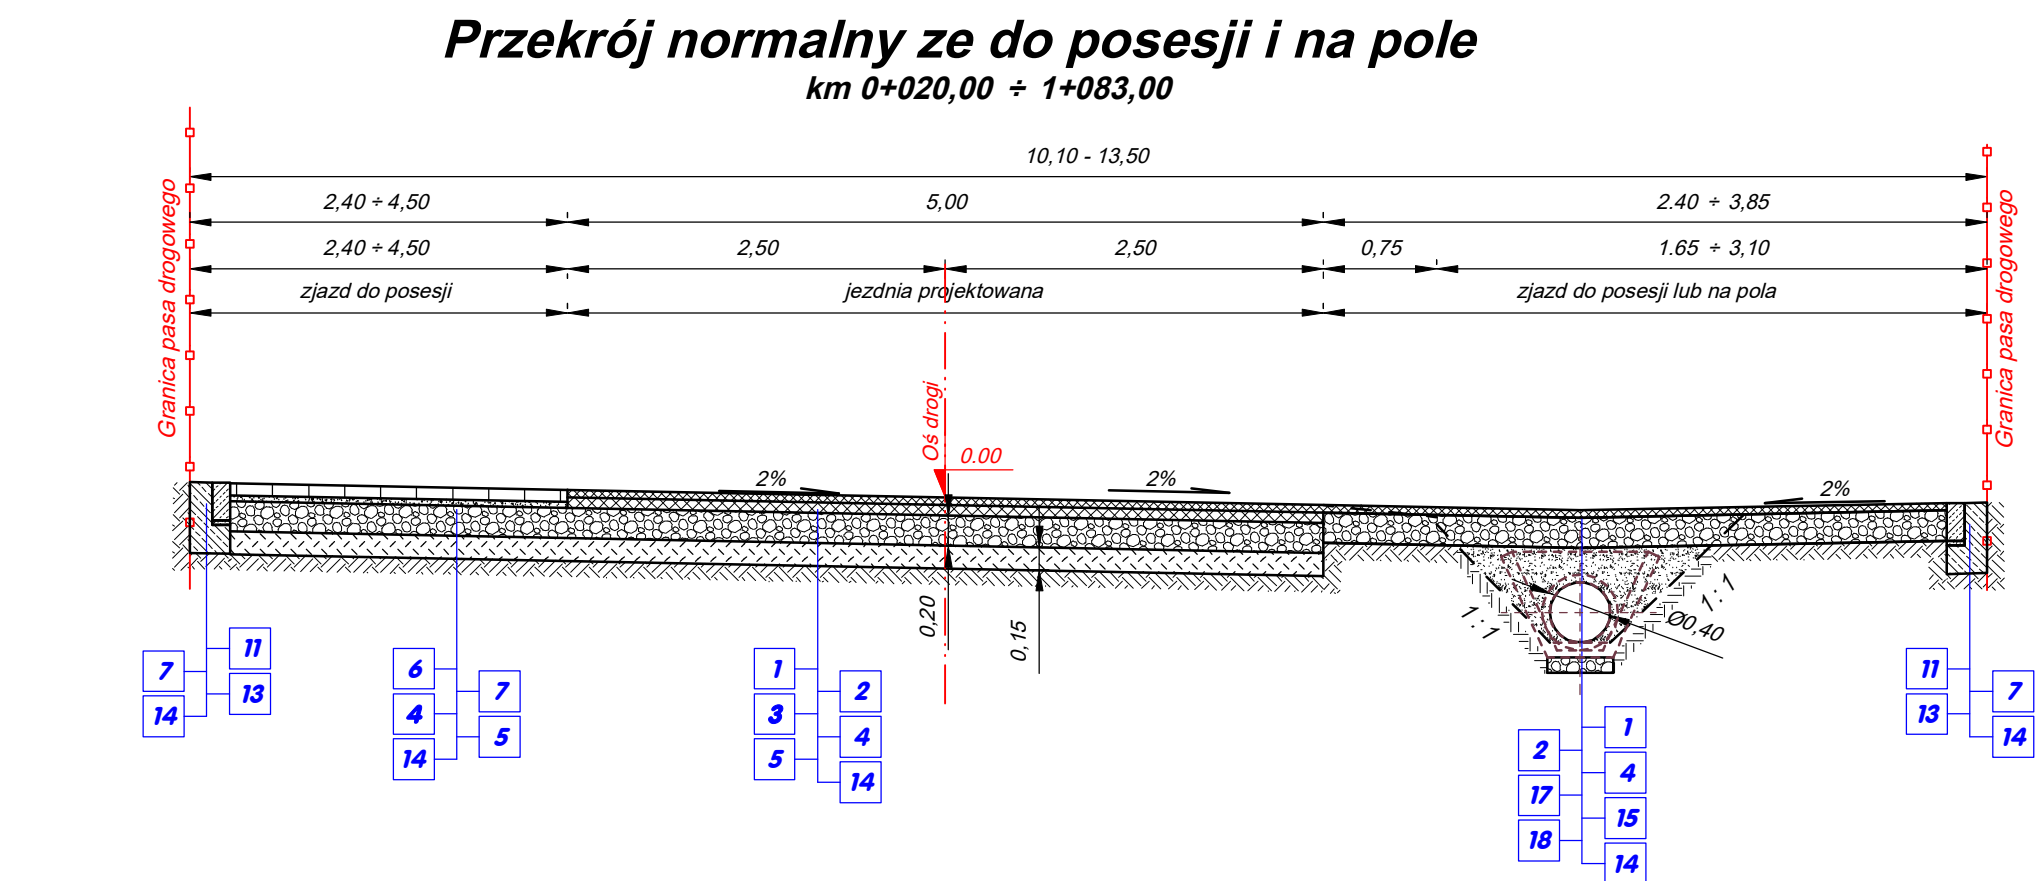 Przekrój normalny ze do posesji i na pole
km 0+020,00 ÷ 1+083,00
10,10 - 13,50
2,40 ÷ 4,50
5,00
2.40 ÷ 3,85
2,40 ÷ 4,50
2,50
2,50
0,75
1.65 ÷ 3,10
zjazd do posesji
jezdnia projektowana
zjazd do posesji lub na pola
Granica pasa drogowego
Granica pasa drogowego
Oś drogi
0.00
2%
2%
2%
0,20
0,15
1:1
1:1
Ø0,40
7
11
14
13
6
7
4
5
14
1
2
3
4
5
14
1
2
4
17
15
18
14
11
7
13
14